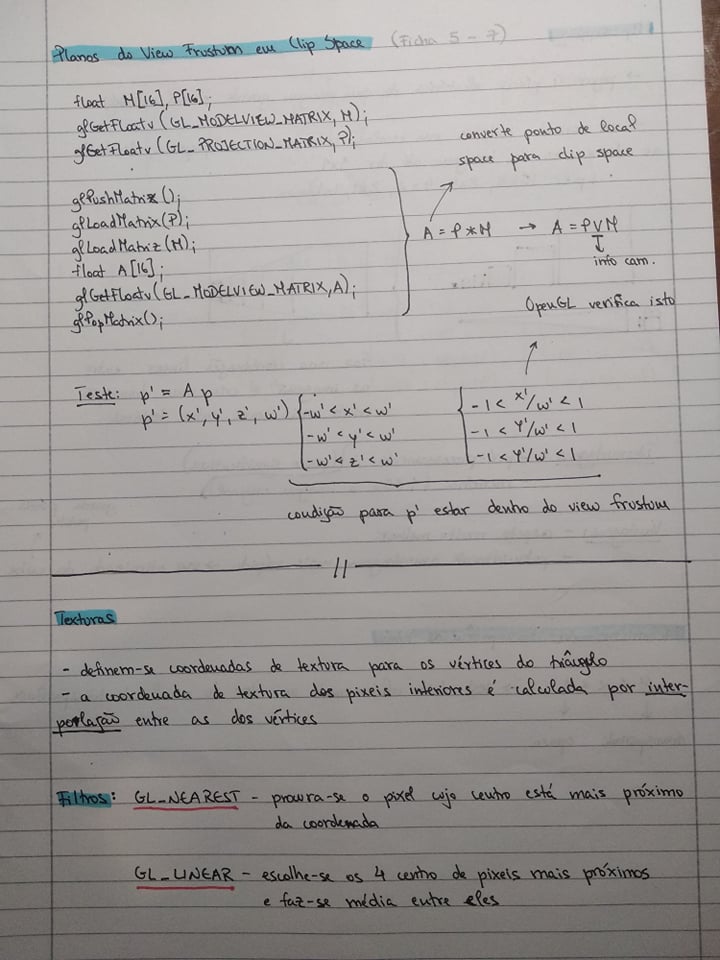 Planos do View Frustum em Clip Space (Ficha 5 - 7)
float M[16], P[16];
glGetFloatv (GL_MODELVIEW_MATRIX, M);
glGetFloatv (GL_PROJECTION_MATRIX, P);
converte ponto de local
space para clip space
glPushMatrix();
glLoadMatrix(P);
glLoadMatriz(M);
float A[16];
glGetFloatv(GL_MODELVIEW_MATRIX, A);
glPopMatrix();
A = P * M → A = PVM
info cam.
OpenGL verifica isto
Teste: p' = A p
p' = (x', y', z', w') { -w' < x' < w'
-w' < y' < w'
-w' < z' < w'
{ -1 < x'/w' < 1
-1 < Y'/w' < 1
-1 < Y'/w' < 1
condição para p' estar dentro do view frustum
//
Texturas
- definem-se coordenadas de textura para os vértices do triângulo
- a coordenada de textura dos pixeis interiores é calculada por inter-
porlação entre as dos vértices
Filtros: GL_NEAREST - procura-se o pixel cujo centro está mais próximo
da coordenada
GL_LINEAR - escolhe-se os 4 centro de pixeis mais próximos
e faz-se média entre eles